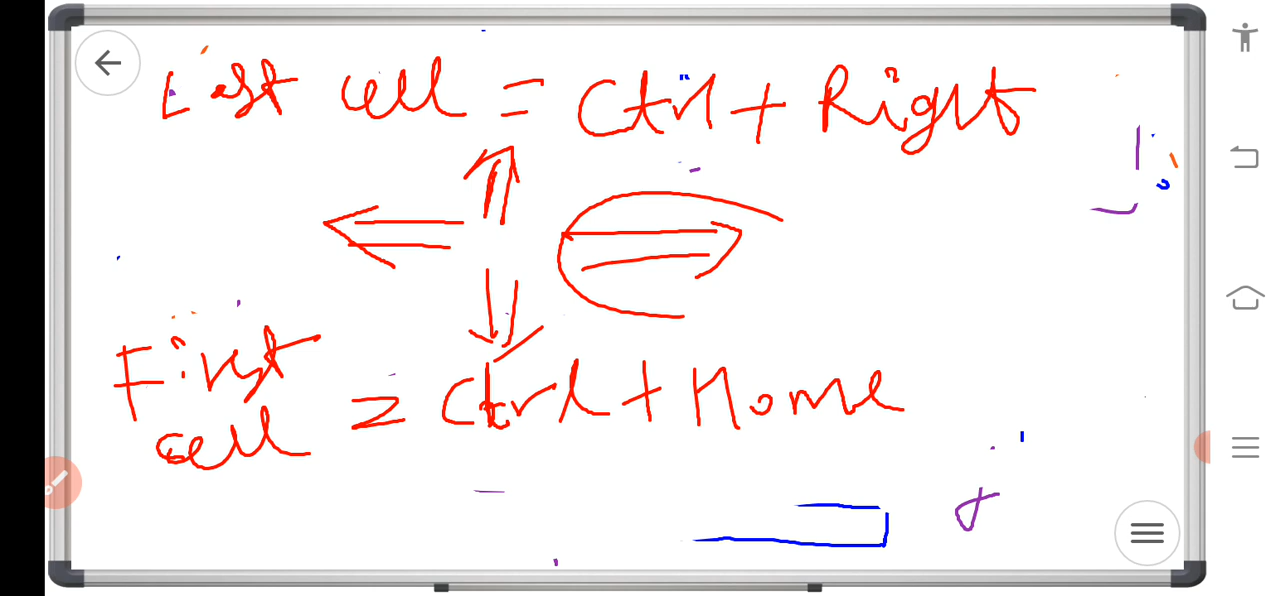 Last cell = Ctrl + Right
First cell = Ctrl + Home